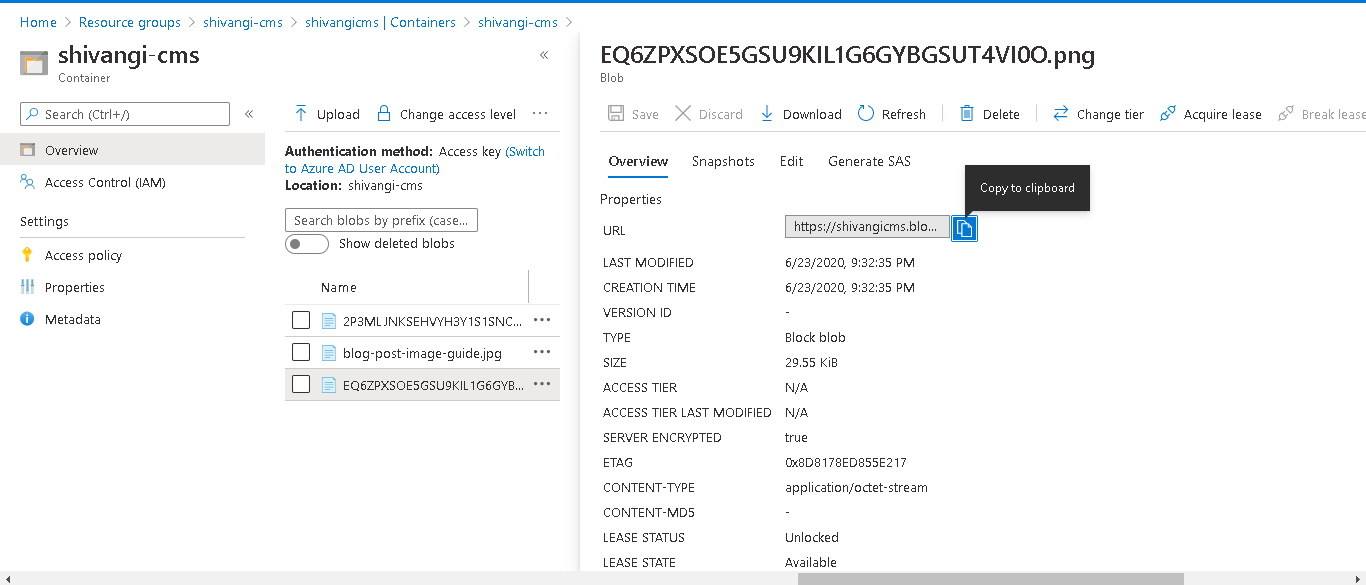 Home > Resource groups > shivangi-cms > shivangicms | Containers > shivangi-cms >
shivangi-cms
Container
«
Search (Ctrl+/)
«
Overview
Access Control (IAM)
Settings
Access policy
Properties
Metadata
Upload Change access level ...
Authentication method: Access key (Switch
to Azure AD User Account)
Location: shivangi-cms
Search blobs by prefix (case...
Show deleted blobs
Name
2P3MLJNKSEHVYH3Y1S1SNC... ...
blog-post-image-guide.jpg ...
EQ6ZPXSOE5GSU9KIL1G6GYB... ...
EQ6ZPXSOE5GSU9KIL1G6GYBGSUT4VI0O.png
Blob
Save Discard Download Refresh Delete Change tier Acquire lease Break lease
Overview Snapshots Edit Generate SAS
Copy to clipboard
Properties
URL https://shivangicms.blo...
LAST MODIFIED 6/23/2020, 9:32:35 PM
CREATION TIME 6/23/2020, 9:32:35 PM
VERSION ID -
TYPE Block blob
SIZE 29.55 KiB
ACCESS TIER N/A
ACCESS TIER LAST MODIFIED N/A
SERVER ENCRYPTED true
ETAG 0x8D8178ED855E217
CONTENT-TYPE application/octet-stream
CONTENT-MD5 -
LEASE STATUS Unlocked
LEASE STATE Available